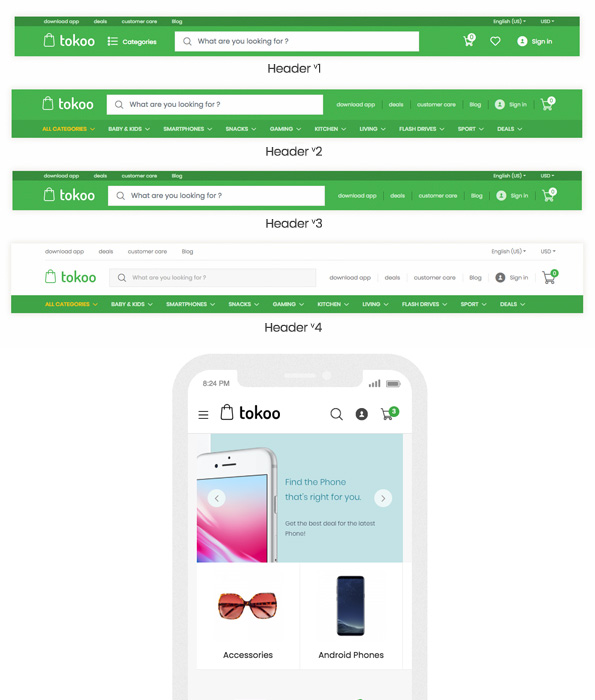 download app deals customer care Blog English (US) USD
tokoo Categories What are you looking for ? 0 Sign In
Header v1
tokoo What are you looking for ? download app deals customer care Blog Sign In 0
ALL CATEGORIES BABY & KIDS SMARTPHONES SNACKS GAMING KITCHEN LIVING FLASH DRIVES SPORT DEALS
Header v2
download app deals customer care Blog English (US) USD
tokoo What are you looking for ? download app deals customer care Blog Sign In 0
Header v3
download app deals customer care Blog English (US) USD
tokoo What are you looking for ? download app deals customer care Blog Sign In 0
ALL CATEGORIES BABY & KIDS SMARTPHONES SNACKS GAMING KITCHEN LIVING FLASH DRIVES SPORT DEALS
Header v4
8:24 PM
tokoo 3
Find the Phone
that's right for you.
Get the best deal for the latest
Phone!
Accessories Android Phones